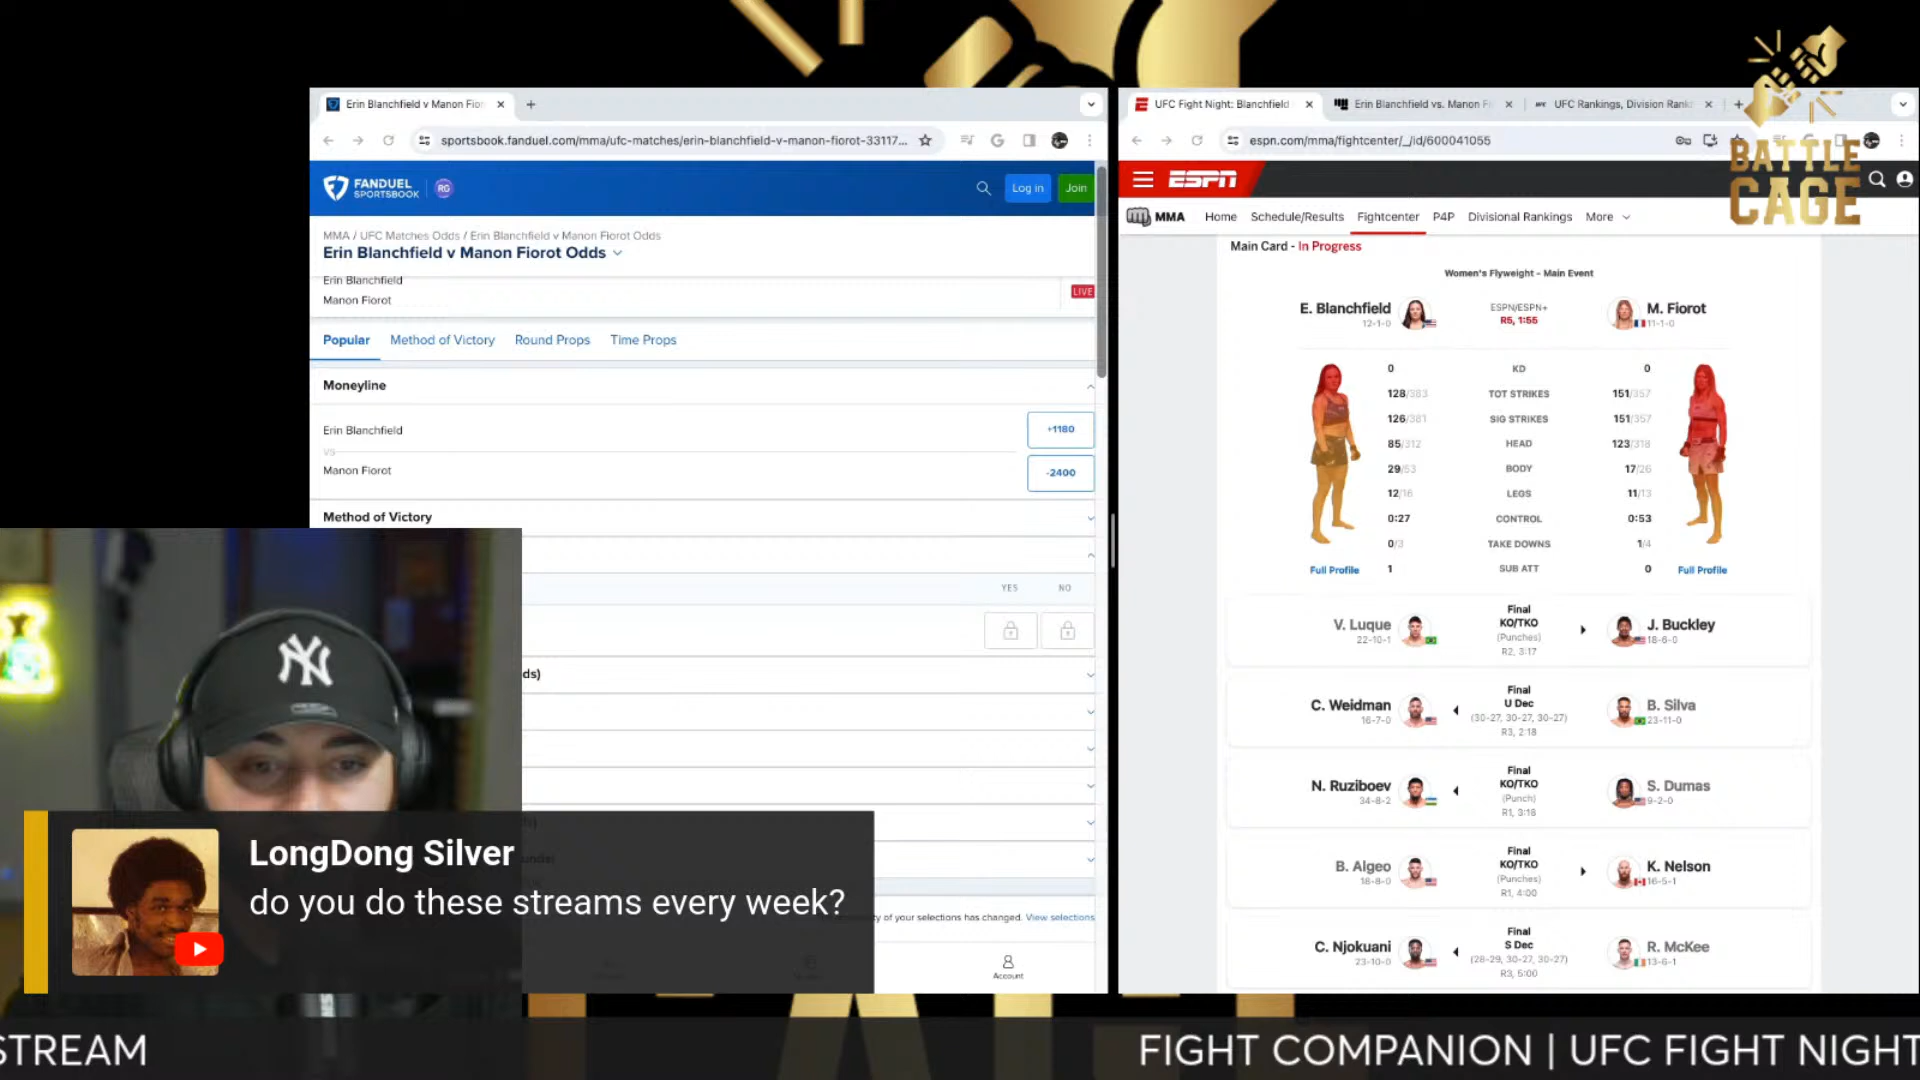 Erin Blanchfield v Manon Fior
sportsbook.fanduel.com/mma/ufc-matches/erin-blanchfield-v-manon-fiorot-33117...
FANDUEL
SPORTSBOOK
RG
Log in
Join
MMA / UFC Matches Odds / Erin Blanchfield v Manon Fiorot Odds
Erin Blanchfield v Manon Fiorot Odds
Erin Blanchfield
Manon Fiorot
LIVE
Popular
Method of Victory
Round Props
Time Props
Moneyline
Erin Blanchfield
+1180
VS
Manon Fiorot
-2400
Method of Victory
YES
NO
ds)
of your selections has changed. View selections
Account
UFC Fight Night: Blanchfield
Erin Blanchfield vs. Manon Fi
UFC Rankings, Division Rank
espn.com/mma/fightcenter/_/id/600041055
BATTLE
CAGE
ESPN
MMA
Home
Schedule/Results
Fightcenter
P4P
Divisional Rankings
More
Main Card - In Progress
Women's Flyweight - Main Event
E. Blanchfield
12-1-0
ESPN/ESPN+
R5, 1:55
M. Fiorot
11-1-0
0 KD 0
128/383 TOT STRIKES 151/357
126/381 SIG STRIKES 151/357
85/312 HEAD 123/318
29/53 BODY 17/26
12/16 LEGS 11/13
0:27 CONTROL 0:53
0/3 TAKE DOWNS 1/4
Full Profile 1 SUB ATT 0 Full Profile
V. Luque
22-10-1
Final
KO/TKO
(Punches)
R2, 3:17
J. Buckley
18-6-0
C. Weidman
16-7-0
Final
U Dec
(30-27, 30-27, 30-27)
R3, 2:18
B. Silva
23-11-0
N. Ruziboev
34-8-2
Final
KO/TKO
(Punch)
R1, 3:18
S. Dumas
9-2-0
B. Algeo
18-8-0
Final
KO/TKO
(Punches)
R1, 4:00
K. Nelson
16-5-1
C. Njokuani
23-10-0
Final
S Dec
(28-29, 30-27, 30-27)
R3, 5:00
R. McKee
13-6-1
NY
LongDong Silver
do you do these streams every week?
STREAM
FIGHT COMPANION | UFC FIGHT NIGHT